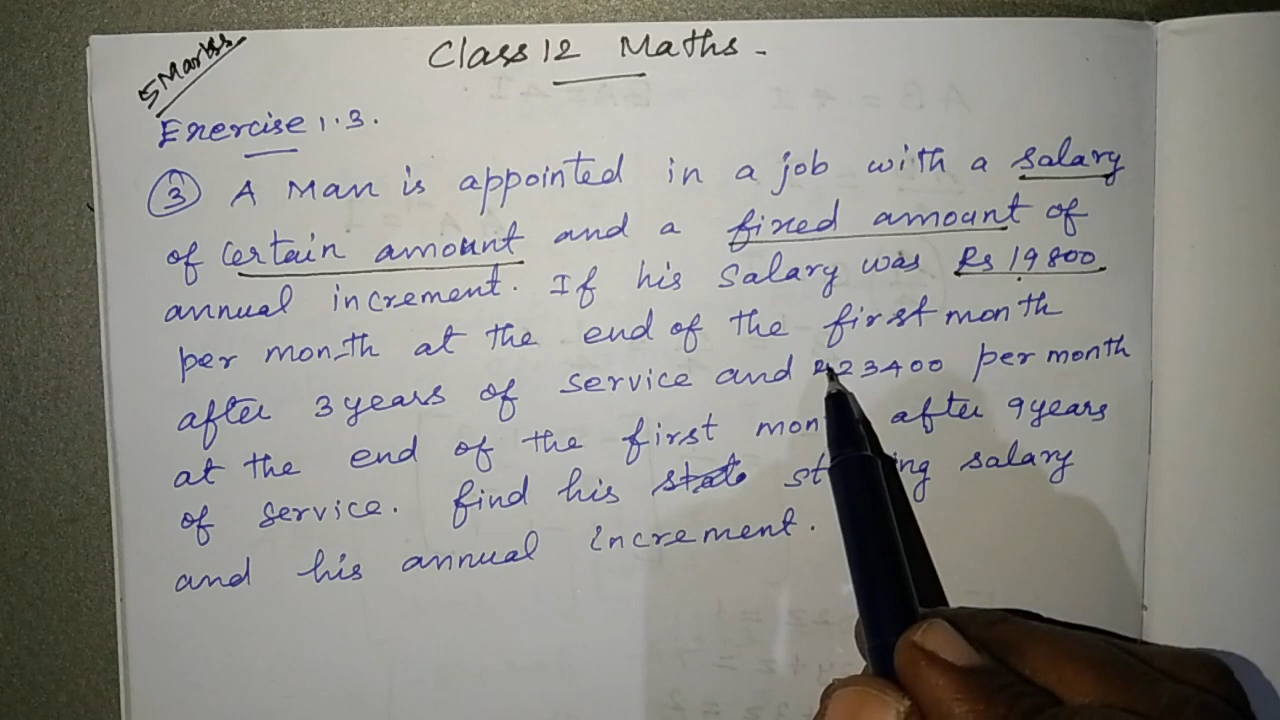 5 Marks
Class 12 Maths -
Exercise 1.3.
3 A Man is appointed in a job with a salary
of certain amount and a fixed amount of
annual increment. If his salary was Rs 19800
per month at the end of the first month
after 3 years of service and 23400 per month
at the end of the first after 9 years
of service. find his salary
and his annual increment.